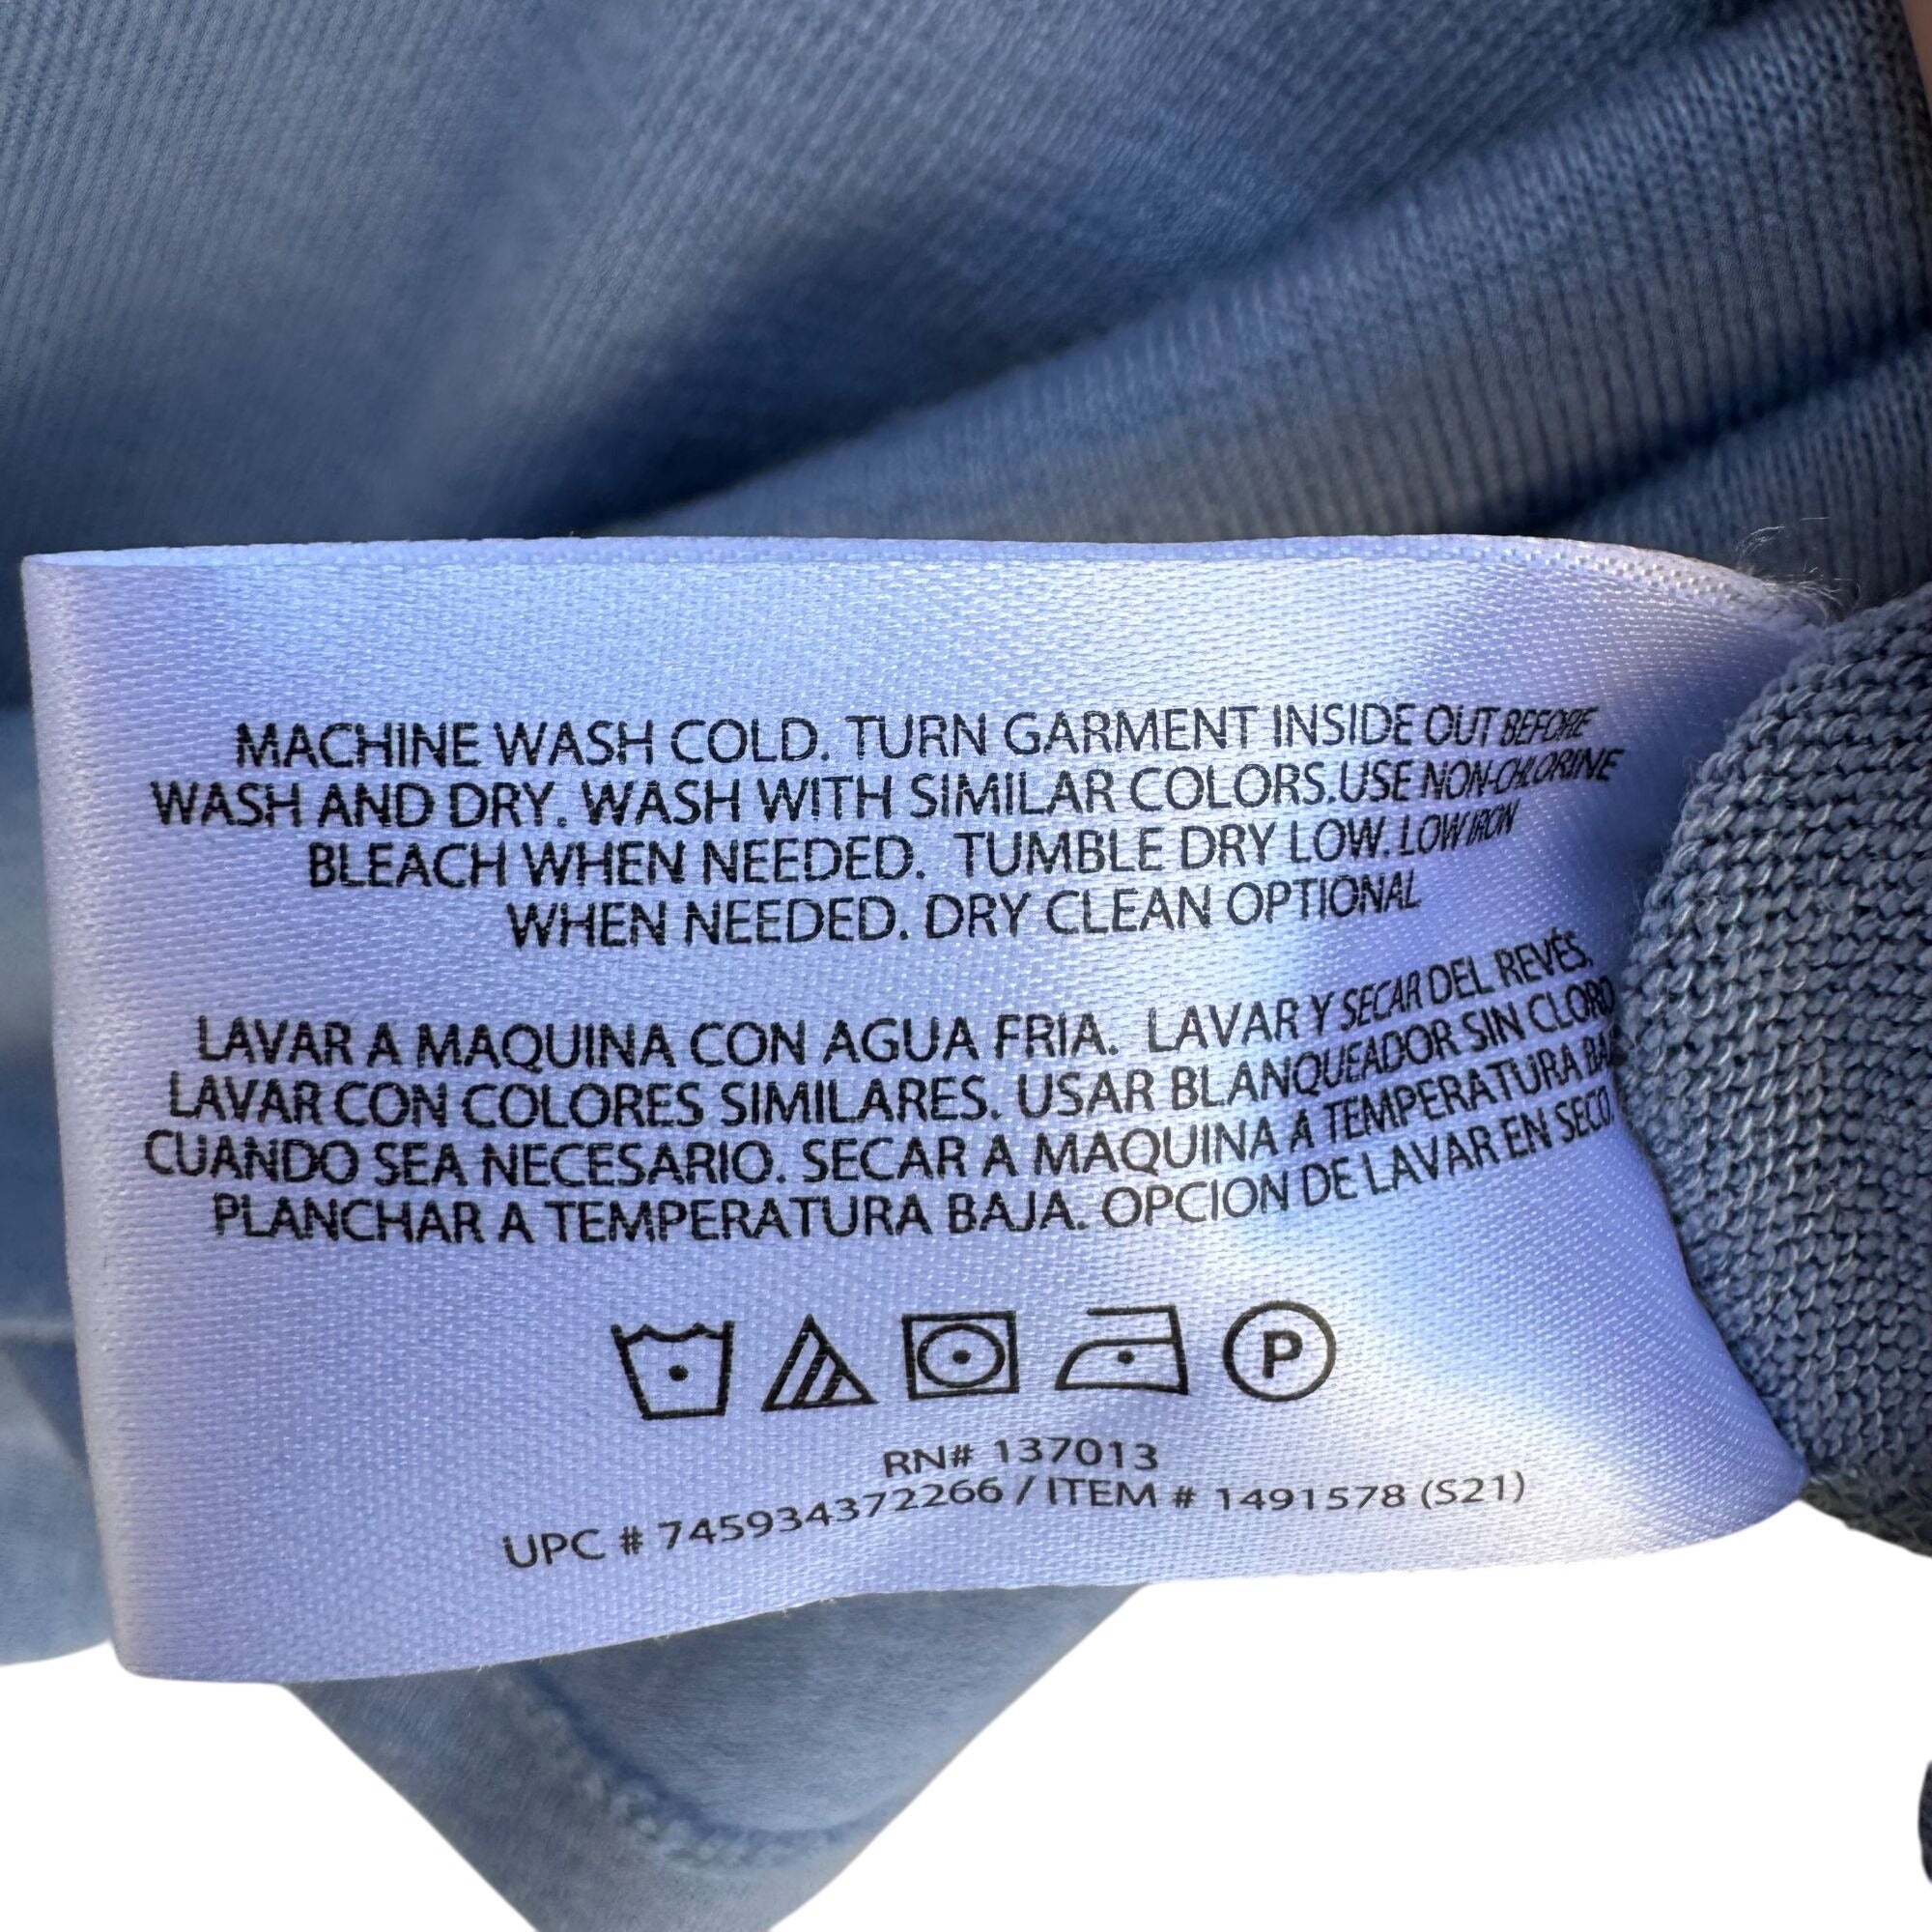 MACHINE WASH COLD. TURN GARMENT INSIDE OUT BEFORE
WASH AND DRY. WASH WITH SIMILAR COLORS.USE NON-CHLORINE
BLEACH WHEN NEEDED. TUMBLE DRY LOW. LOW IRON
WHEN NEEDED. DRY CLEAN OPTIONAL
LAVAR A MAQUINA CON AGUA FRIA. LAVAR Y SECAR DEL REVÉS.
LAVAR CON COLORES SIMILARES. USAR BLANQUEADOR SIN CLORO
CUANDO SEA NECESARIO. SECAR A MAQUINA A TEMPERATURA
PLANCHAR A TEMPERATURA BAJA. OPCION DE LAVAR EN SECO.
P
RN# 137013
UPC # 745934372266 / ITEM # 1491578 (S21)